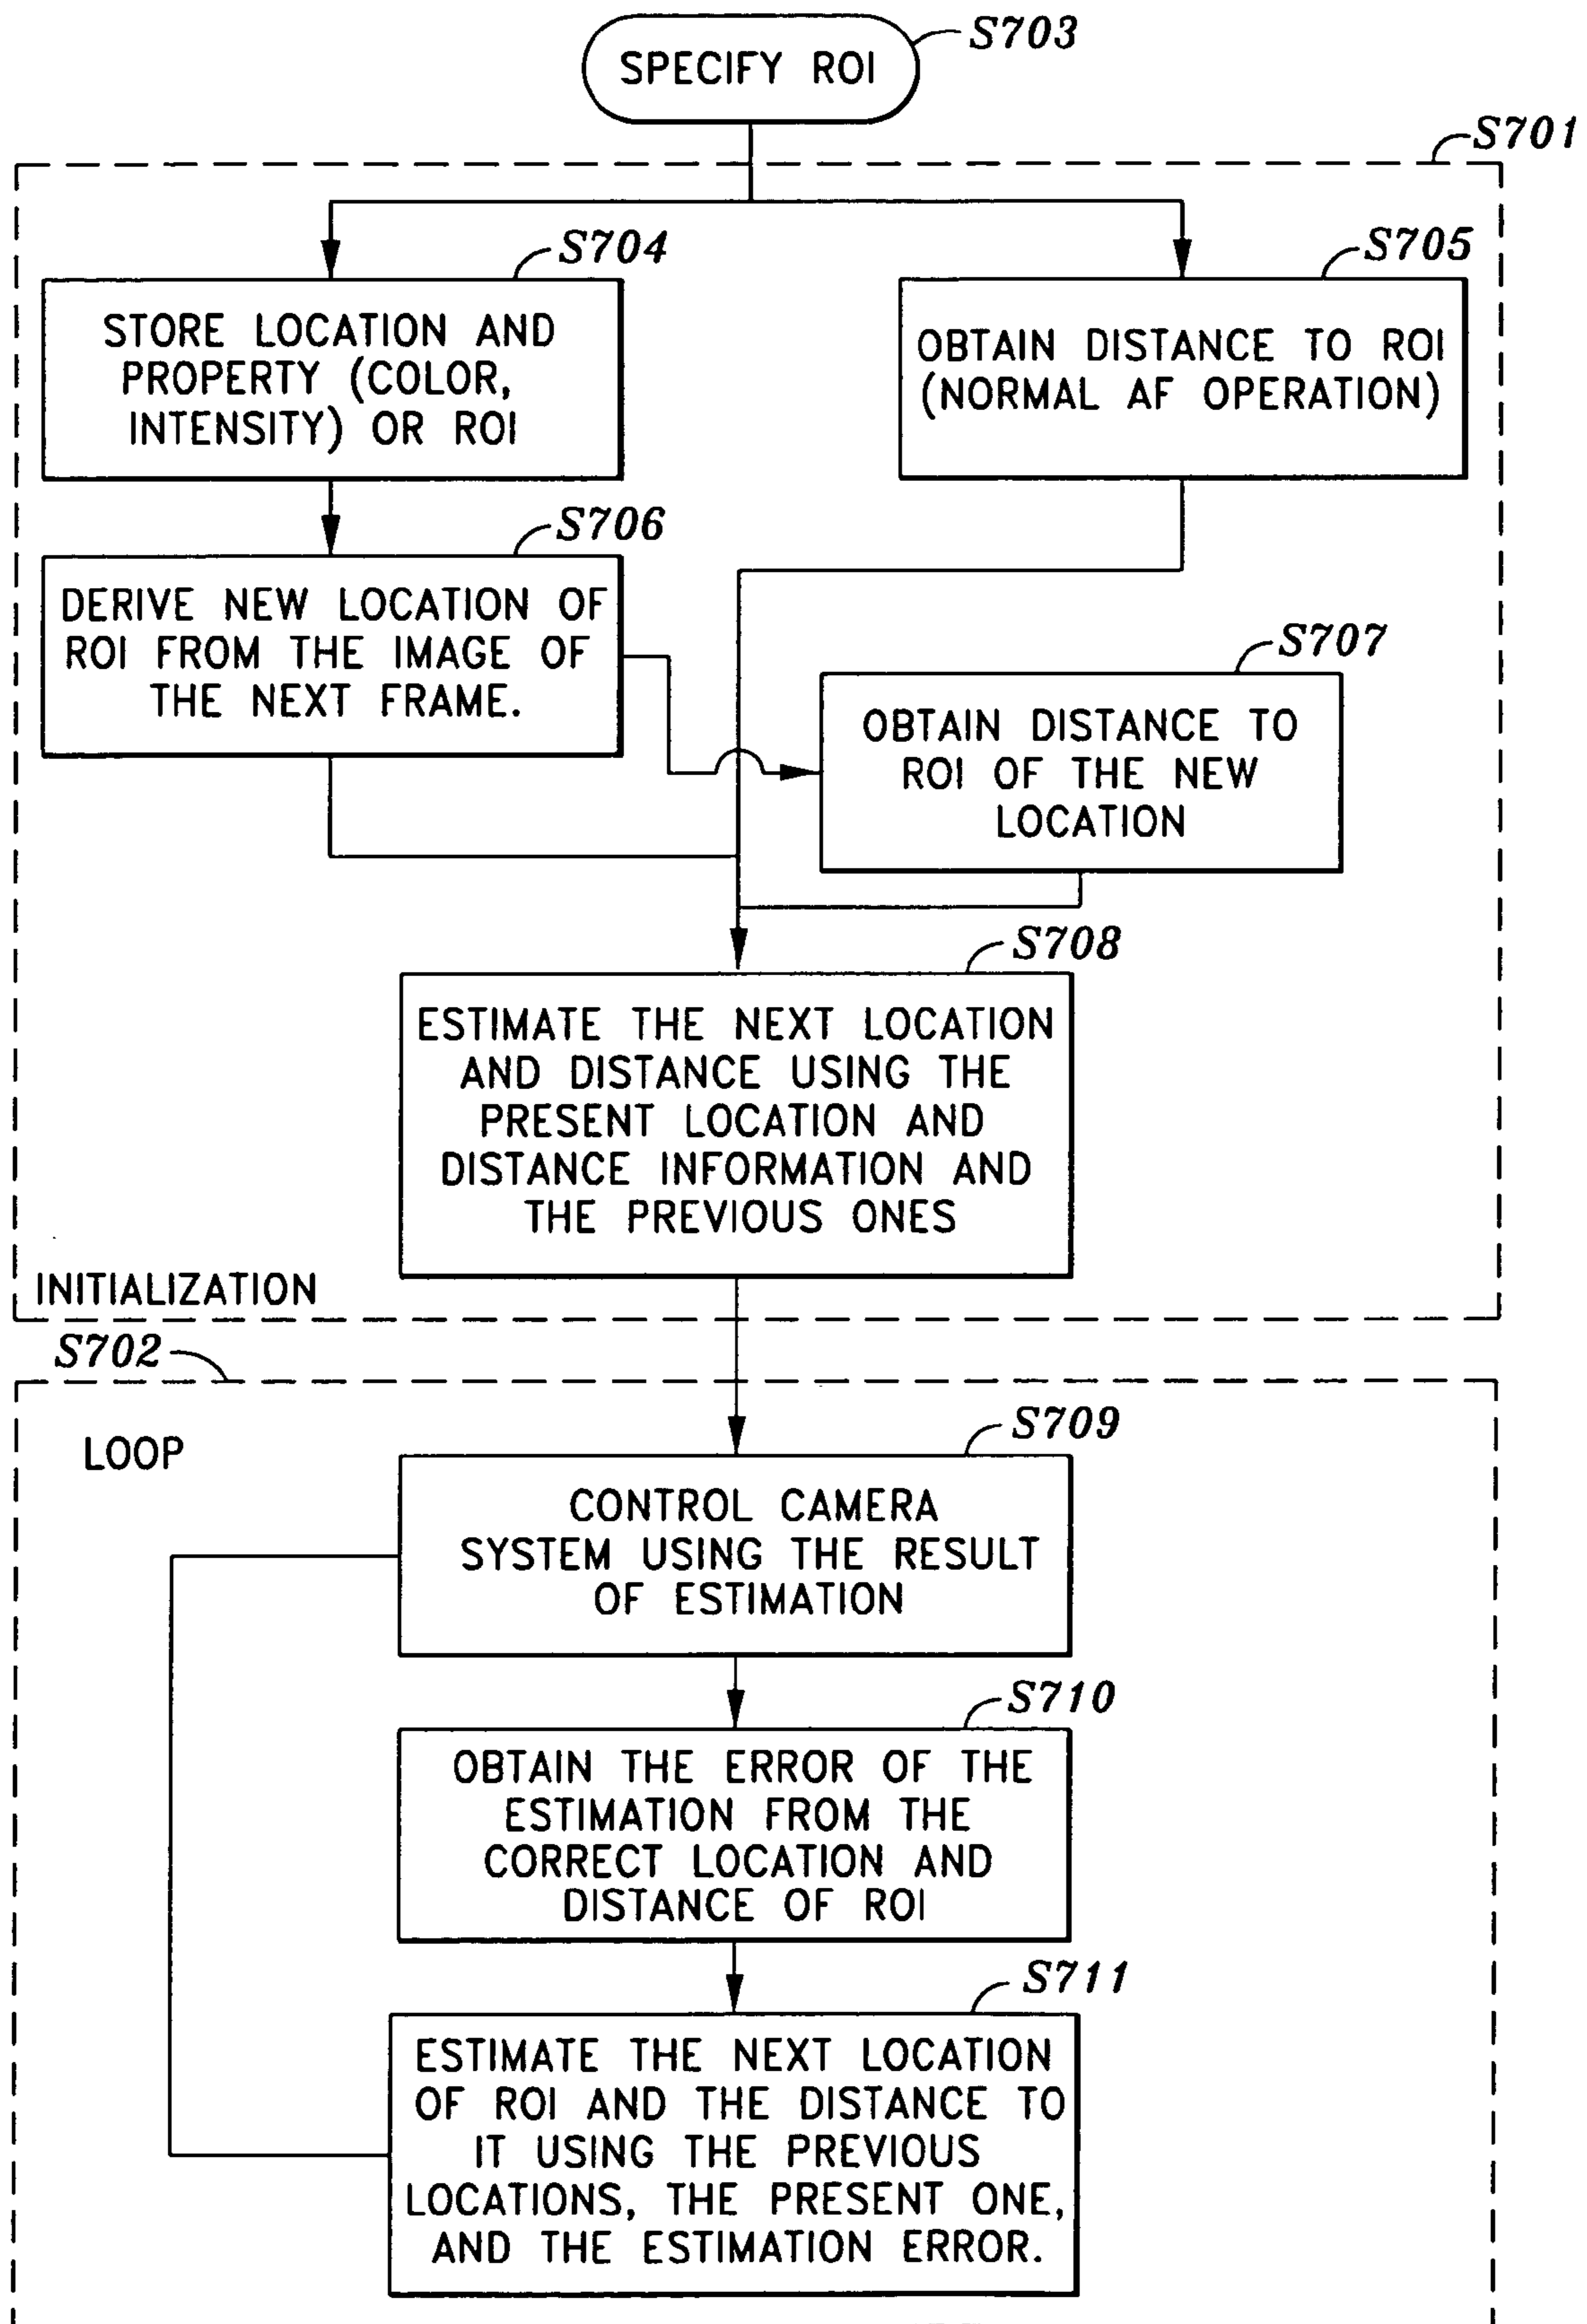 S703
SPECIFY ROI
S701
S704
STORE LOCATION AND
PROPERTY (COLOR,
INTENSITY) OR ROI
S705
OBTAIN DISTANCE TO ROI
(NORMAL AF OPERATION)
S706
DERIVE NEW LOCATION OF
ROI FROM THE IMAGE OF
THE NEXT FRAME.
S707
OBTAIN DISTANCE TO
ROI OF THE NEW
LOCATION
S708
ESTIMATE THE NEXT LOCATION
AND DISTANCE USING THE
PRESENT LOCATION AND
DISTANCE INFORMATION AND
THE PREVIOUS ONES
INITIALIZATION
S702
LOOP
S709
CONTROL CAMERA
SYSTEM USING THE RESULT
OF ESTIMATION
S710
OBTAIN THE ERROR OF THE
ESTIMATION FROM THE
CORRECT LOCATION AND
DISTANCE OF ROI
S711
ESTIMATE THE NEXT LOCATION
OF ROI AND THE DISTANCE TO
IT USING THE PREVIOUS
LOCATIONS, THE PRESENT ONE,
AND THE ESTIMATION ERROR.